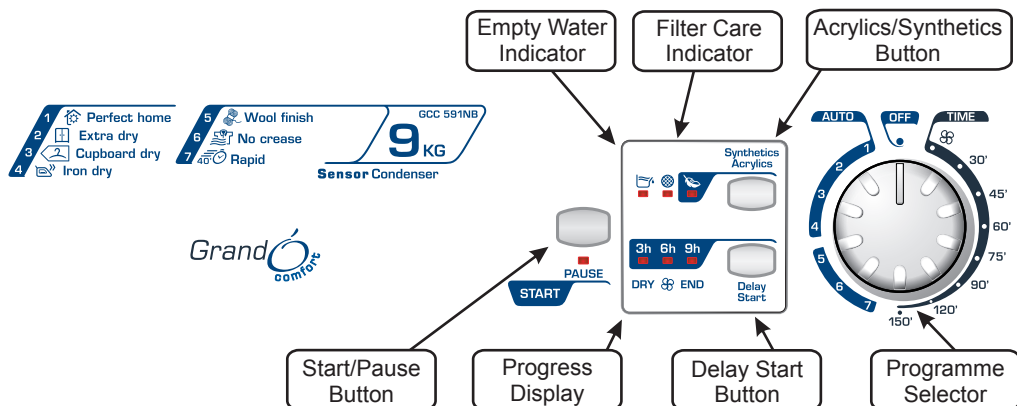 Empty Water
Indicator
Filter Care
Indicator
Acrylics/Synthetics
Button
1 Perfect home
2 Extra dry
3 Cupboard dry
4 Iron dry
5 Wool finish
6 No crease
7 40' Rapid
GCC 591NB
9 KG
Sensor Condenser
Grand Ó
comfort
PAUSE
START
Synthetics
Acrylics
3h 6h 9h
DRY END
Delay
Start
AUTO
OFF
TIME
1
2
3
4
5
6
7
30'
45'
60'
75'
90'
120'
150'
Start/Pause
Button
Progress
Display
Delay Start
Button
Programme
Selector